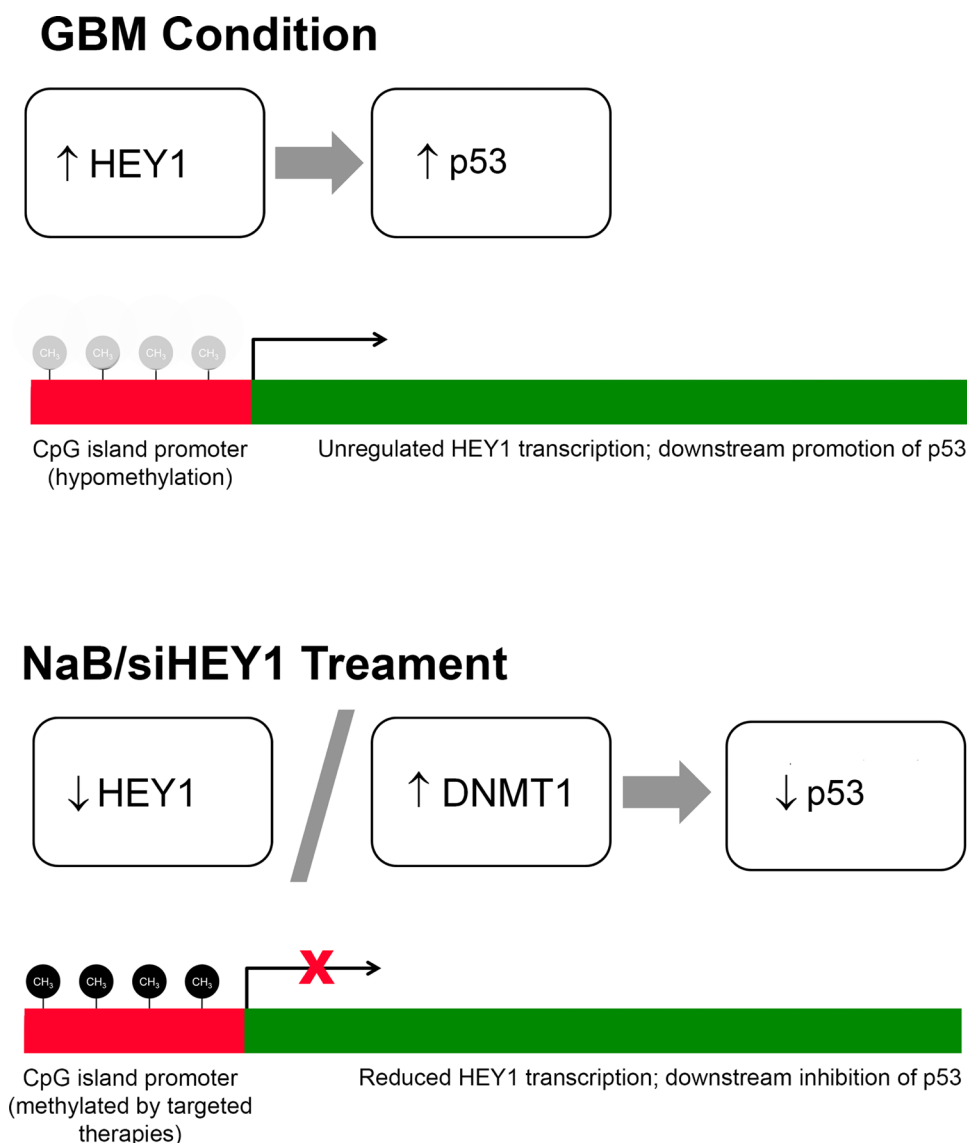 GBM Condition
↑ HEY1
↑ p53
CH₃ CH₃ CH₃ CH₃
CpG island promoter
(hypomethylation)
Unregulated HEY1 transcription; downstream promotion of p53
NaB/siHEY1 Treament
↓ HEY1
/
↑ DNMT1
↓ p53
CH₃ CH₃ CH₃ CH₃
X
CpG island promoter
(methylated by targeted
therapies)
Reduced HEY1 transcription; downstream inhibition of p53